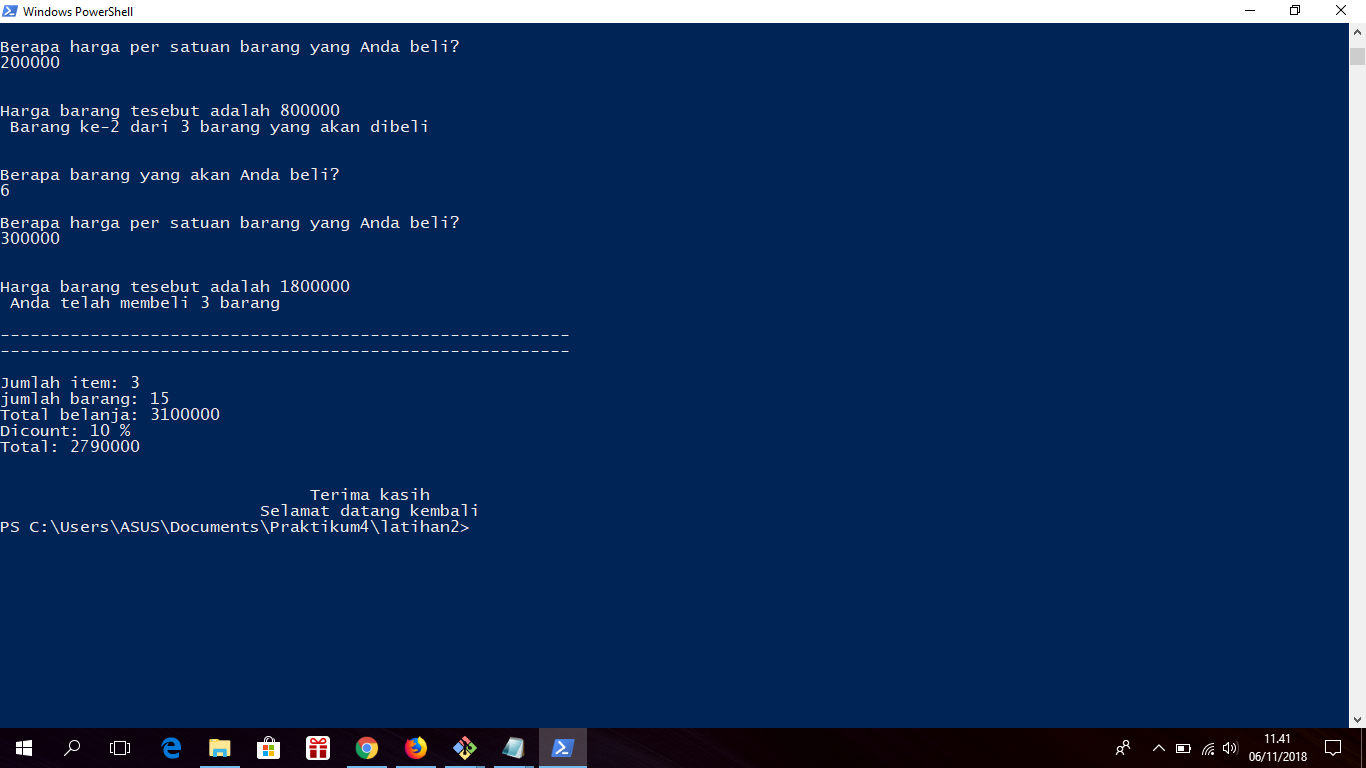 Windows PowerShell
Berapa harga per satuan barang yang Anda beli?
200000
Harga barang tesebut adalah 800000
Barang ke-2 dari 3 barang yang akan dibeli
Berapa barang yang akan Anda beli?
6
Berapa harga per satuan barang yang Anda beli?
300000
Harga barang tesebut adalah 1800000
Anda telah membeli 3 barang
---------------------------------------------------------
---------------------------------------------------------
Jumlah item: 3
jumlah barang: 15
Total belanja: 3100000
Dicount: 10 %
Total: 2790000
Terima kasih
Selamat datang kembali
PS C:\Users\ASUS\Documents\Praktikum4\latihan2>
11.41
06/11/2018